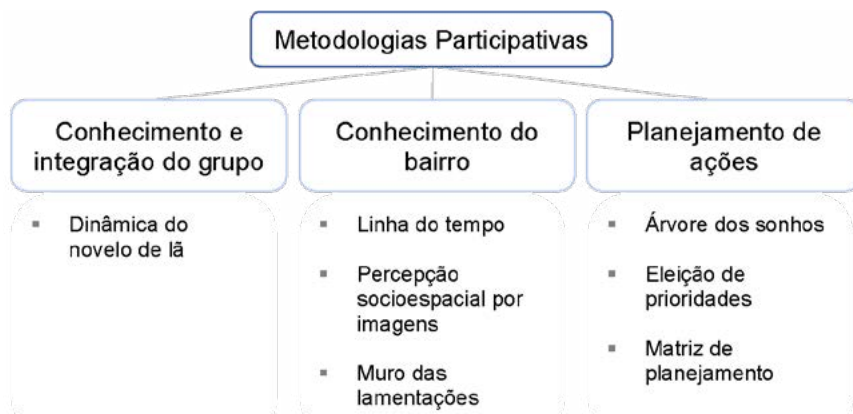 Metodologias Participativas
Conhecimento e
integração do grupo
Conhecimento do
bairro
Planejamento de
ações
▪ Dinâmica do
novelo de lã
▪ Linha do tempo
▪ Percepção
socioespacial por
imagens
▪ Muro das
lamentações
▪ Árvore dos sonhos
▪ Eleição de
prioridades
▪ Matriz de
planejamento